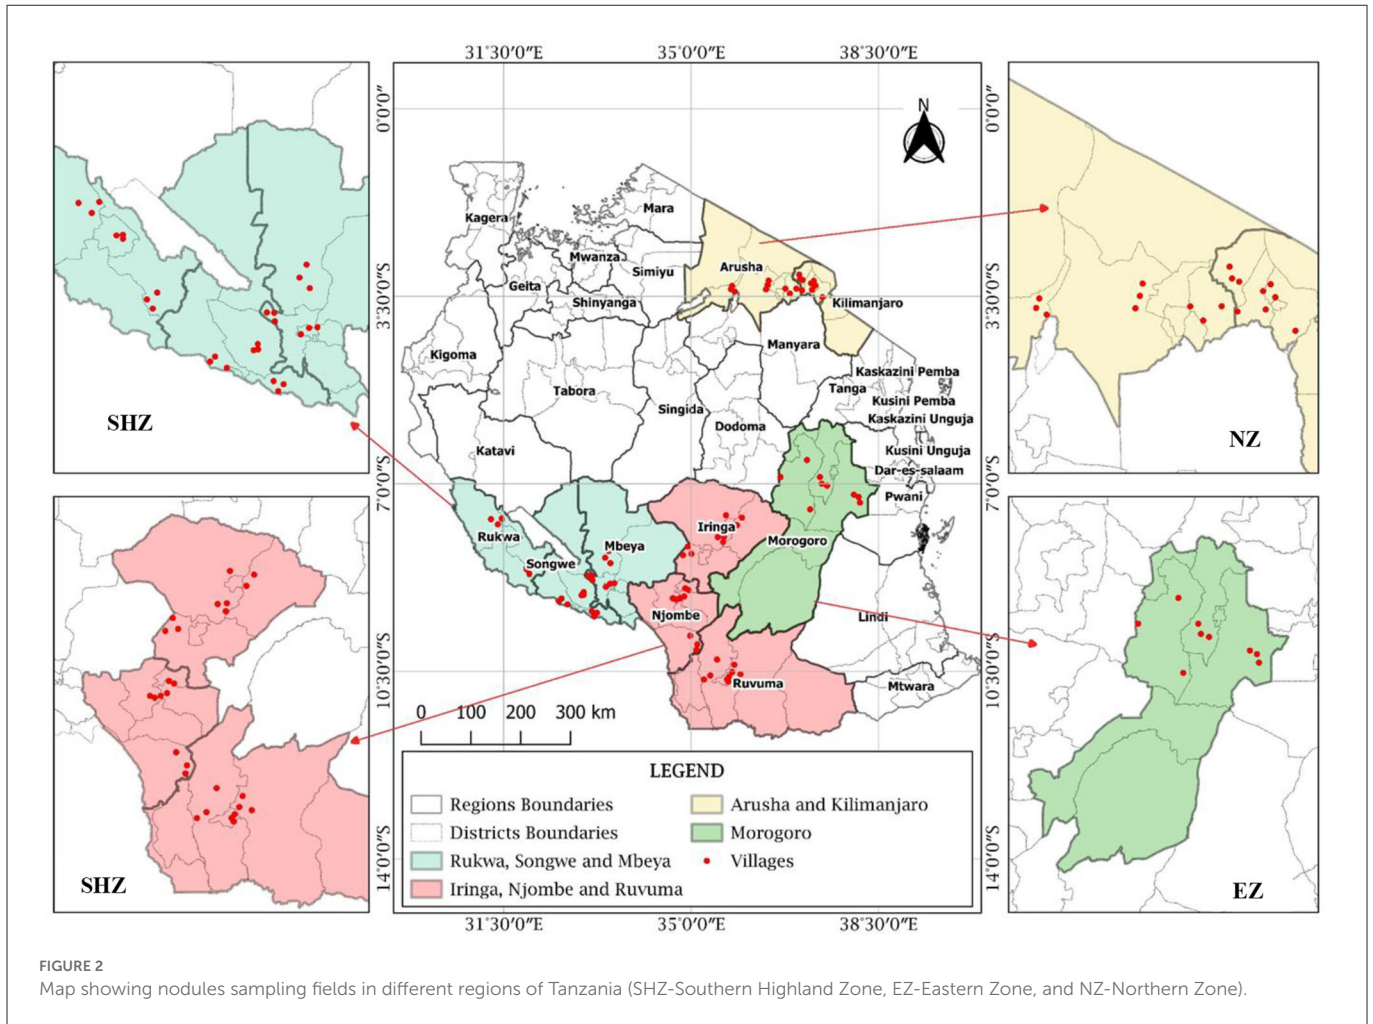 31°30′0″E 35°0′0″E 38°30′0″E
0°0′0″ 0°0′0″
N
Mara
Kagera
Mwanza
Simiyu
Arusha
Geita
Shinyanga
Kilimanjaro
3°30′0″S 3°30′0″S
Manyara
Kigoma
Kaskazini Pemba
Tabora
Tanga
Kusini Pemba
Singida
Kaskazini Unguja
Dodoma
SHZ
NZ
Katavi
Kusini Unguja
Dar-es-salaam
7°0′0″S 7°0′0″S
Pwani
Iringa
Rukwa
Morogoro
Mbeya
Songwe
Njombe
Lindi
Ruvuma
Mtwara
10°30′0″S 10°30′0″S
0 100 200 300 km
LEGEND
Regions Boundaries
Districts Boundaries
Rukwa, Songwe and Mbeya
Iringa, Njombe and Ruvuma
Arusha and Kilimanjaro
Morogoro
Villages
14°0′0″S 14°0′0″S
SHZ
EZ
31°30′0″E 35°0′0″E 38°30′0″E
FIGURE 2
Map showing nodules sampling fields in different regions of Tanzania (SHZ-Southern Highland Zone, EZ-Eastern Zone, and NZ-Northern Zone).